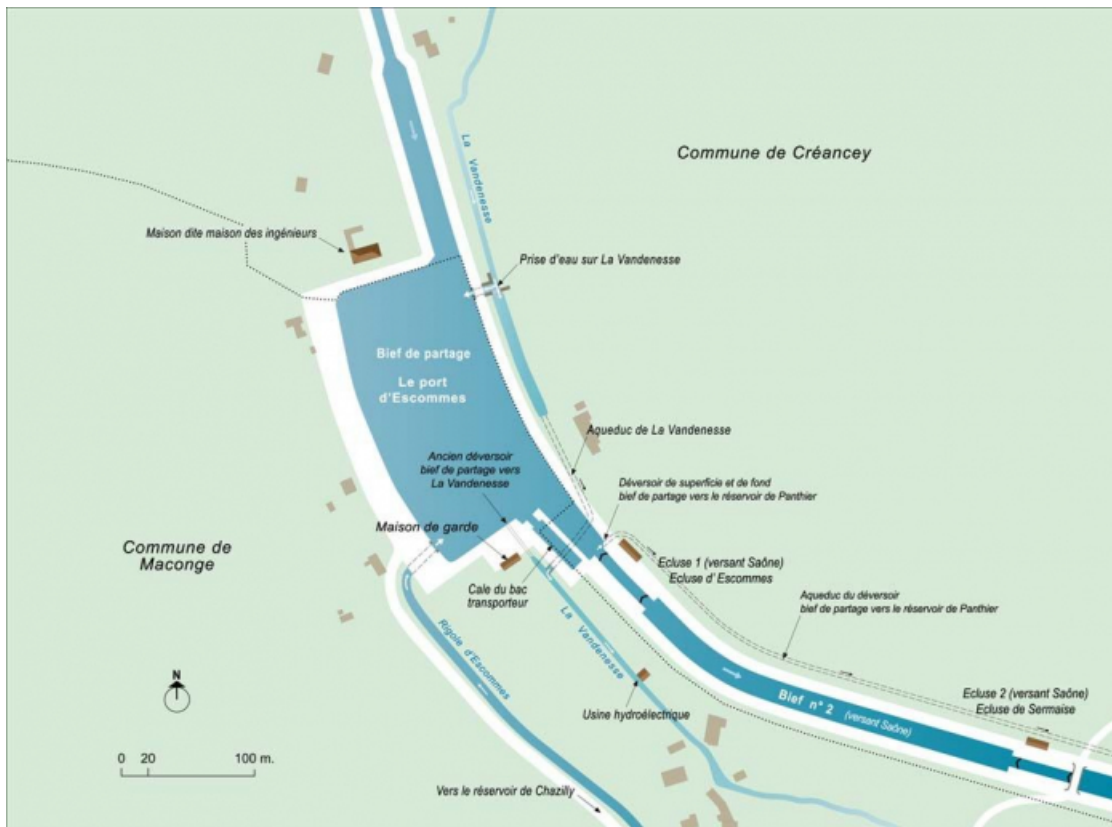 La Vandenesse
Commune de Créancey
Maison dite maison des ingénieurs
Prise d'eau sur La Vandenesse
Bief de partage
Le port
d'Escommes
Aqueduc de La Vandenesse
Ancien déversoir
bief de partage vers
La Vandenesse
Déversoir de superficie et de fond
bief de partage vers le réservoir de Panthier
Maison de garde
Commune de
Maconge
Ecluse 1 (versant Saône)
Ecluse d'Escommes
Cale du bac
transporteur
Aqueduc du déversoir
bief de partage vers le réservoir de Panthier
La Vandenesse
Rigole d'Escommes
N
Usine hydroélectrique
Bief n° 2 (versant Saône)
Ecluse 2 (versant Saône)
Ecluse de Sermaise
0 20 100 m.
Vers le réservoir de Chazilly